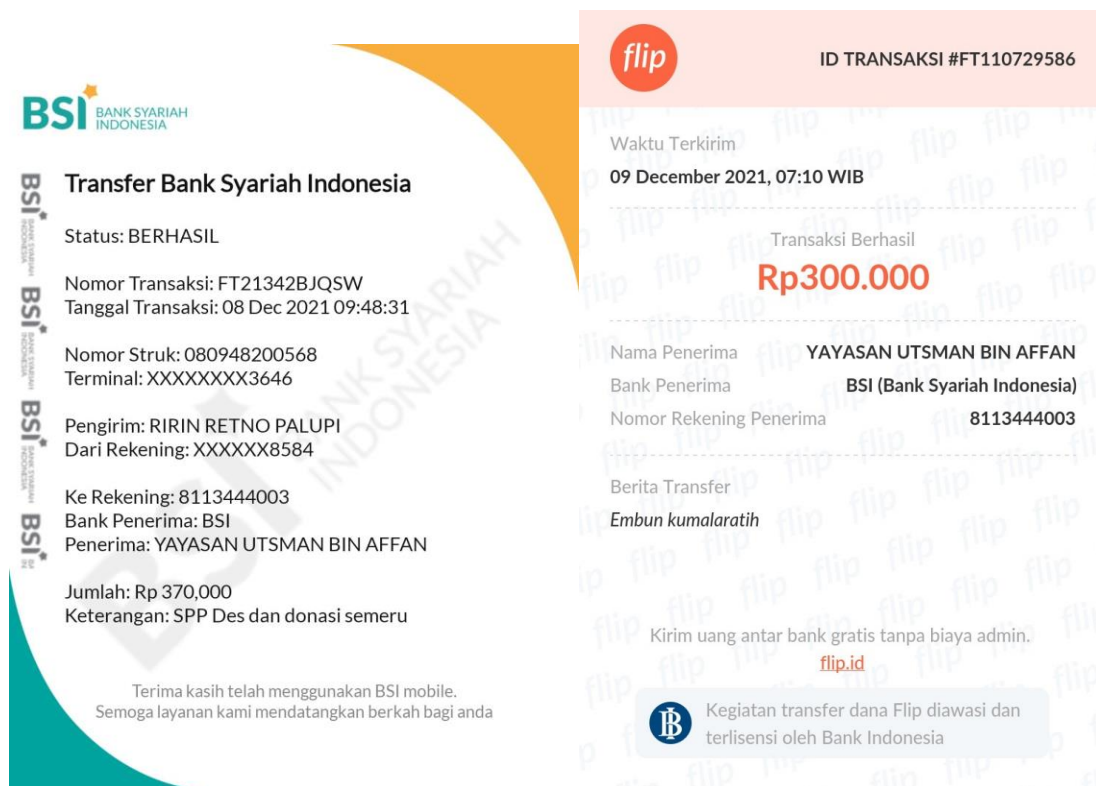 BSI BANK SYARIAH
INDONESIA
Transfer Bank Syariah Indonesia
Status: BERHASIL
Nomor Transaksi: FT21342BJQSW
Tanggal Transaksi: 08 Dec 2021 09:48:31
Nomor Struk: 080948200568
Terminal: XXXXXXXX3646
Pengirim: RIRIN RETNO PALUPI
Dari Rekening: XXXXXX8584
Ke Rekening: 8113444003
Bank Penerima: BSI
Penerima: YAYASAN UTSMAN BIN AFFAN
Jumlah: Rp 370,000
Keterangan: SPP Des dan donasi semeru
Terima kasih telah menggunakan BSI mobile.
Semoga layanan kami mendatangkan berkah bagi anda
flip
ID TRANSAKSI #FT110729586
Waktu Terkirim
09 December 2021, 07:10 WIB
Transaksi Berhasil
Rp300.000
Nama Penerima YAYASAN UTSMAN BIN AFFAN
Bank Penerima BSI (Bank Syariah Indonesia)
Nomor Rekening Penerima 8113444003
Berita Transfer
Embun kumalaratih
Kirim uang antar bank gratis tanpa biaya admin.
flip.id
Kegiatan transfer dana Flip diawasi dan
terlisensi oleh Bank Indonesia